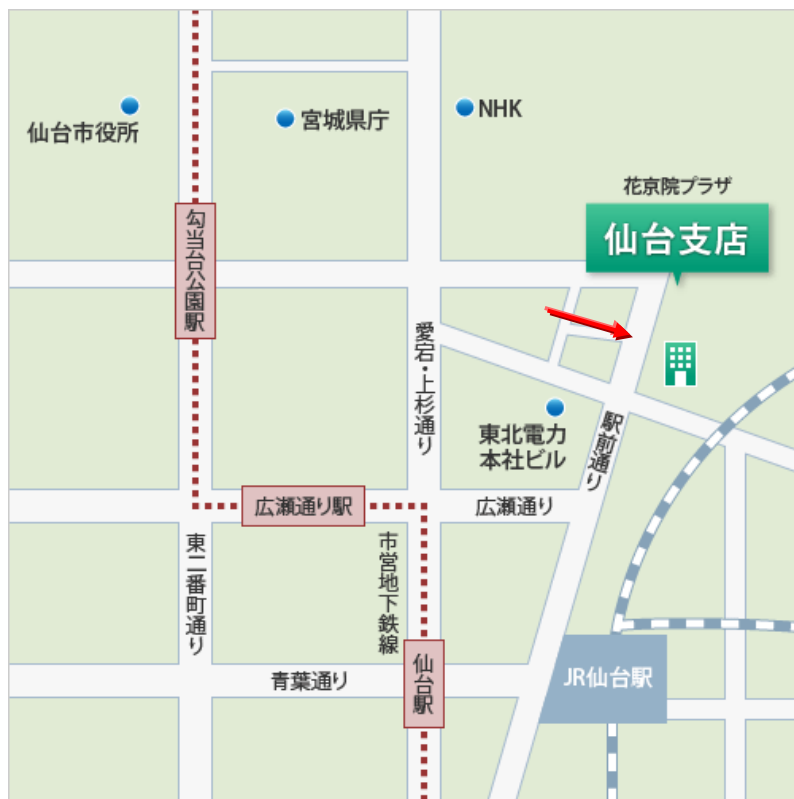 仙台市役所
宮城県庁
NHK
花京院プラザ
仙台支店
勾当台公園駅
愛宕・上杉通り
東北電力
本社ビル
駅前通り
広瀬通り駅
広瀬通り
東二番町通り
市営地下鉄線
仙台駅
青葉通り
JR仙台駅